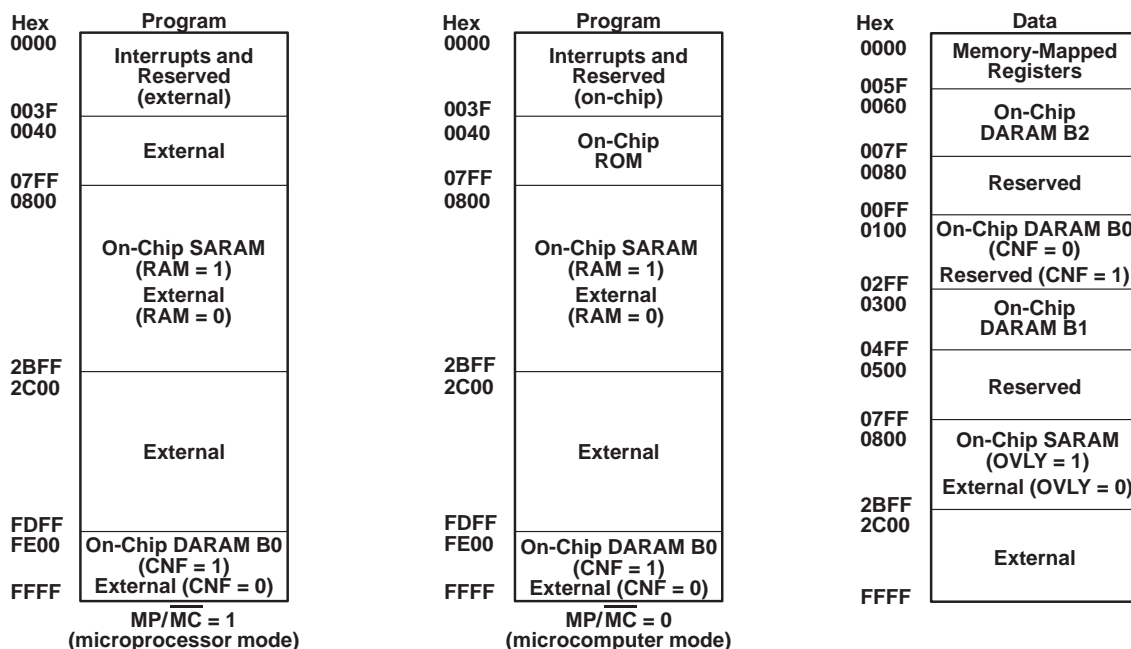 Hex
Program
0000
Interrupts and
Reserved
(external)
003F
0040
External
07FF
0800
On-Chip SARAM
(RAM = 1)
External
(RAM = 0)
2BFF
2C00
External
FDFF
FE00
On-Chip DARAM B0
(CNF = 1)
External (CNF = 0)
FFFF
MP/MC = 1
(microprocessor mode)
Hex
Program
0000
Interrupts and
Reserved
(on-chip)
003F
0040
On-Chip
ROM
07FF
0800
On-Chip SARAM
(RAM = 1)
External
(RAM = 0)
2BFF
2C00
External
FDFF
FE00
On-Chip DARAM B0
(CNF = 1)
External (CNF = 0)
FFFF
MP/MC = 0
(microcomputer mode)
Hex
Data
0000
Memory-Mapped
Registers
005F
0060
On-Chip
DARAM B2
007F
0080
Reserved
00FF
0100
On-Chip DARAM B0
(CNF = 0)
Reserved (CNF = 1)
02FF
0300
On-Chip
DARAM B1
04FF
0500
Reserved
07FF
0800
On-Chip SARAM
(OVLY = 1)
External (OVLY = 0)
2BFF
2C00
External
FFFF